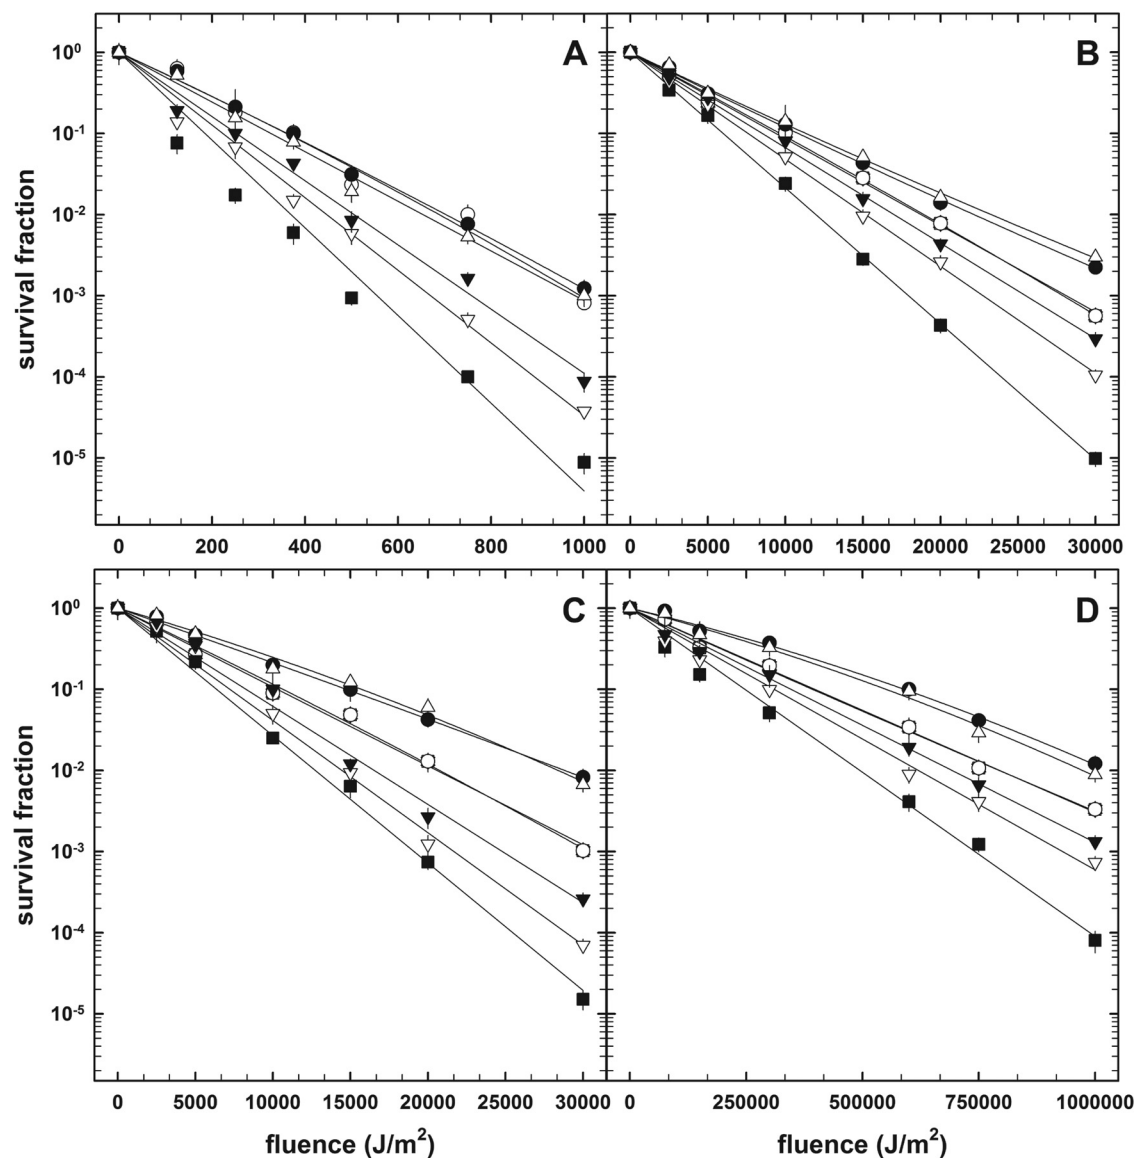 A
B
survival fraction
10⁰
10⁻¹
10⁻²
10⁻³
10⁻⁴
10⁻⁵
0 200 400 600 800 1000
0 5000 10000 15000 20000 25000 30000
C
D
survival fraction
10⁰
10⁻¹
10⁻²
10⁻³
10⁻⁴
10⁻⁵
0 5000 10000 15000 20000 25000 30000
0 250000 500000 750000 1000000
fluence (J/m²)
fluence (J/m²)